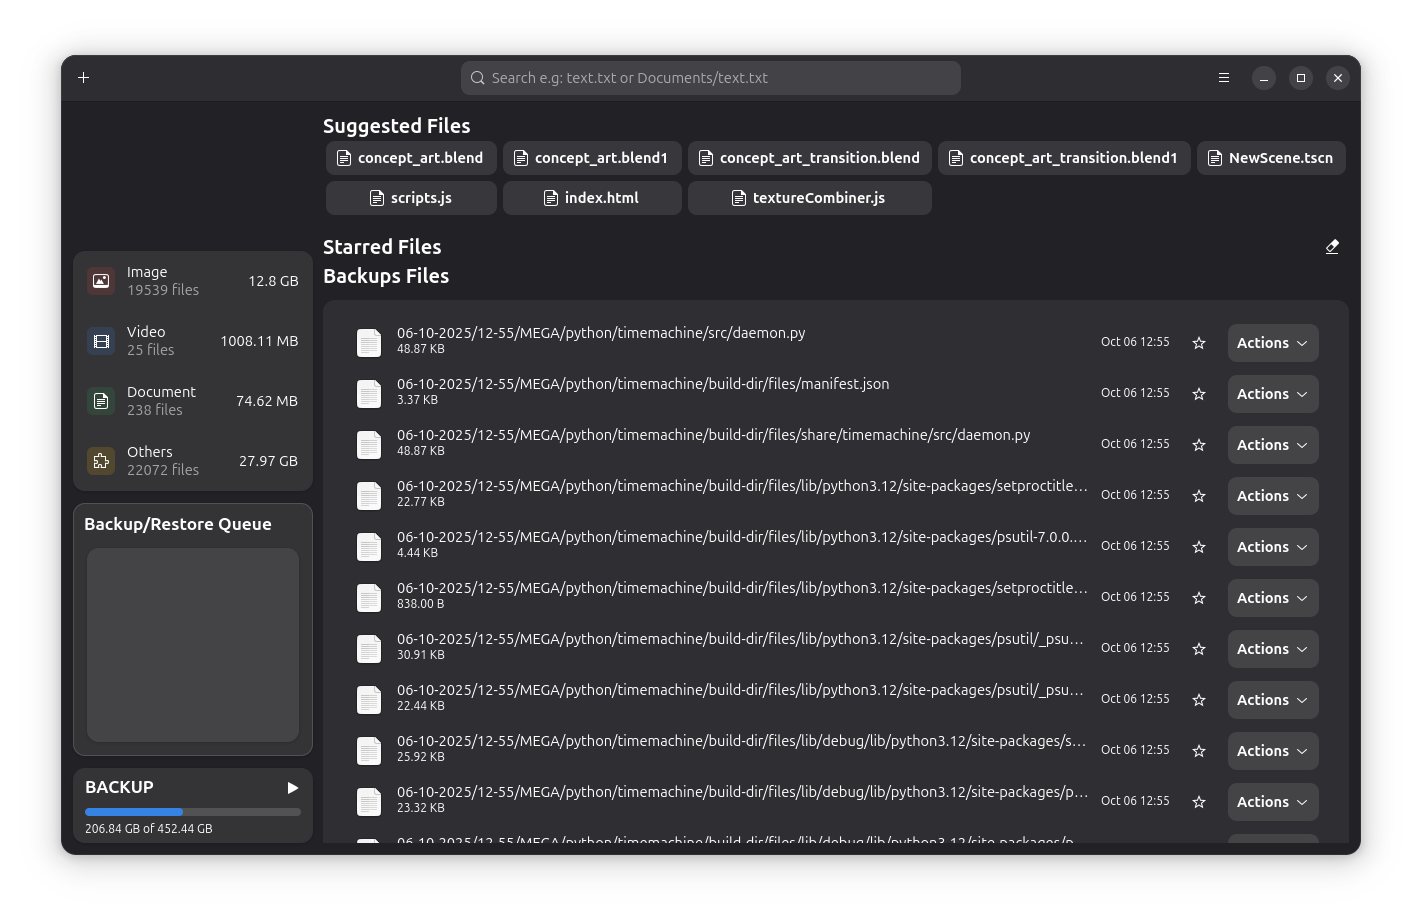 Search e.g: text.txt or Documents/text.txt
Suggested Files
concept_art.blend
concept_art.blend1
concept_art_transition.blend
concept_art_transition.blend1
NewScene.tscn
scripts.js
index.html
textureCombiner.js
Starred Files
Backups Files
Image
19539 files
12.8 GB
Video
25 files
1008.11 MB
Document
238 files
74.62 MB
Others
22072 files
27.97 GB
Backup/Restore Queue
BACKUP
206.84 GB of 452.44 GB
06-10-2025/12-55/MEGA/python/timemachine/src/daemon.py
48.87 KB
Oct 06 12:55
Actions
06-10-2025/12-55/MEGA/python/timemachine/build-dir/files/manifest.json
3.37 KB
Oct 06 12:55
Actions
06-10-2025/12-55/MEGA/python/timemachine/build-dir/files/share/timemachine/src/daemon.py
48.87 KB
Oct 06 12:55
Actions
06-10-2025/12-55/MEGA/python/timemachine/build-dir/files/lib/python3.12/site-packages/setproctitle…
22.77 KB
Oct 06 12:55
Actions
06-10-2025/12-55/MEGA/python/timemachine/build-dir/files/lib/python3.12/site-packages/psutil-7.0.0.…
4.44 KB
Oct 06 12:55
Actions
06-10-2025/12-55/MEGA/python/timemachine/build-dir/files/lib/python3.12/site-packages/setproctitle…
838.00 B
Oct 06 12:55
Actions
06-10-2025/12-55/MEGA/python/timemachine/build-dir/files/lib/python3.12/site-packages/psutil/_psu…
30.91 KB
Oct 06 12:55
Actions
06-10-2025/12-55/MEGA/python/timemachine/build-dir/files/lib/python3.12/site-packages/psutil/_psu…
22.44 KB
Oct 06 12:55
Actions
06-10-2025/12-55/MEGA/python/timemachine/build-dir/files/lib/debug/lib/python3.12/site-packages/s…
25.92 KB
Oct 06 12:55
Actions
06-10-2025/12-55/MEGA/python/timemachine/build-dir/files/lib/debug/lib/python3.12/site-packages/p…
23.32 KB
Oct 06 12:55
Actions